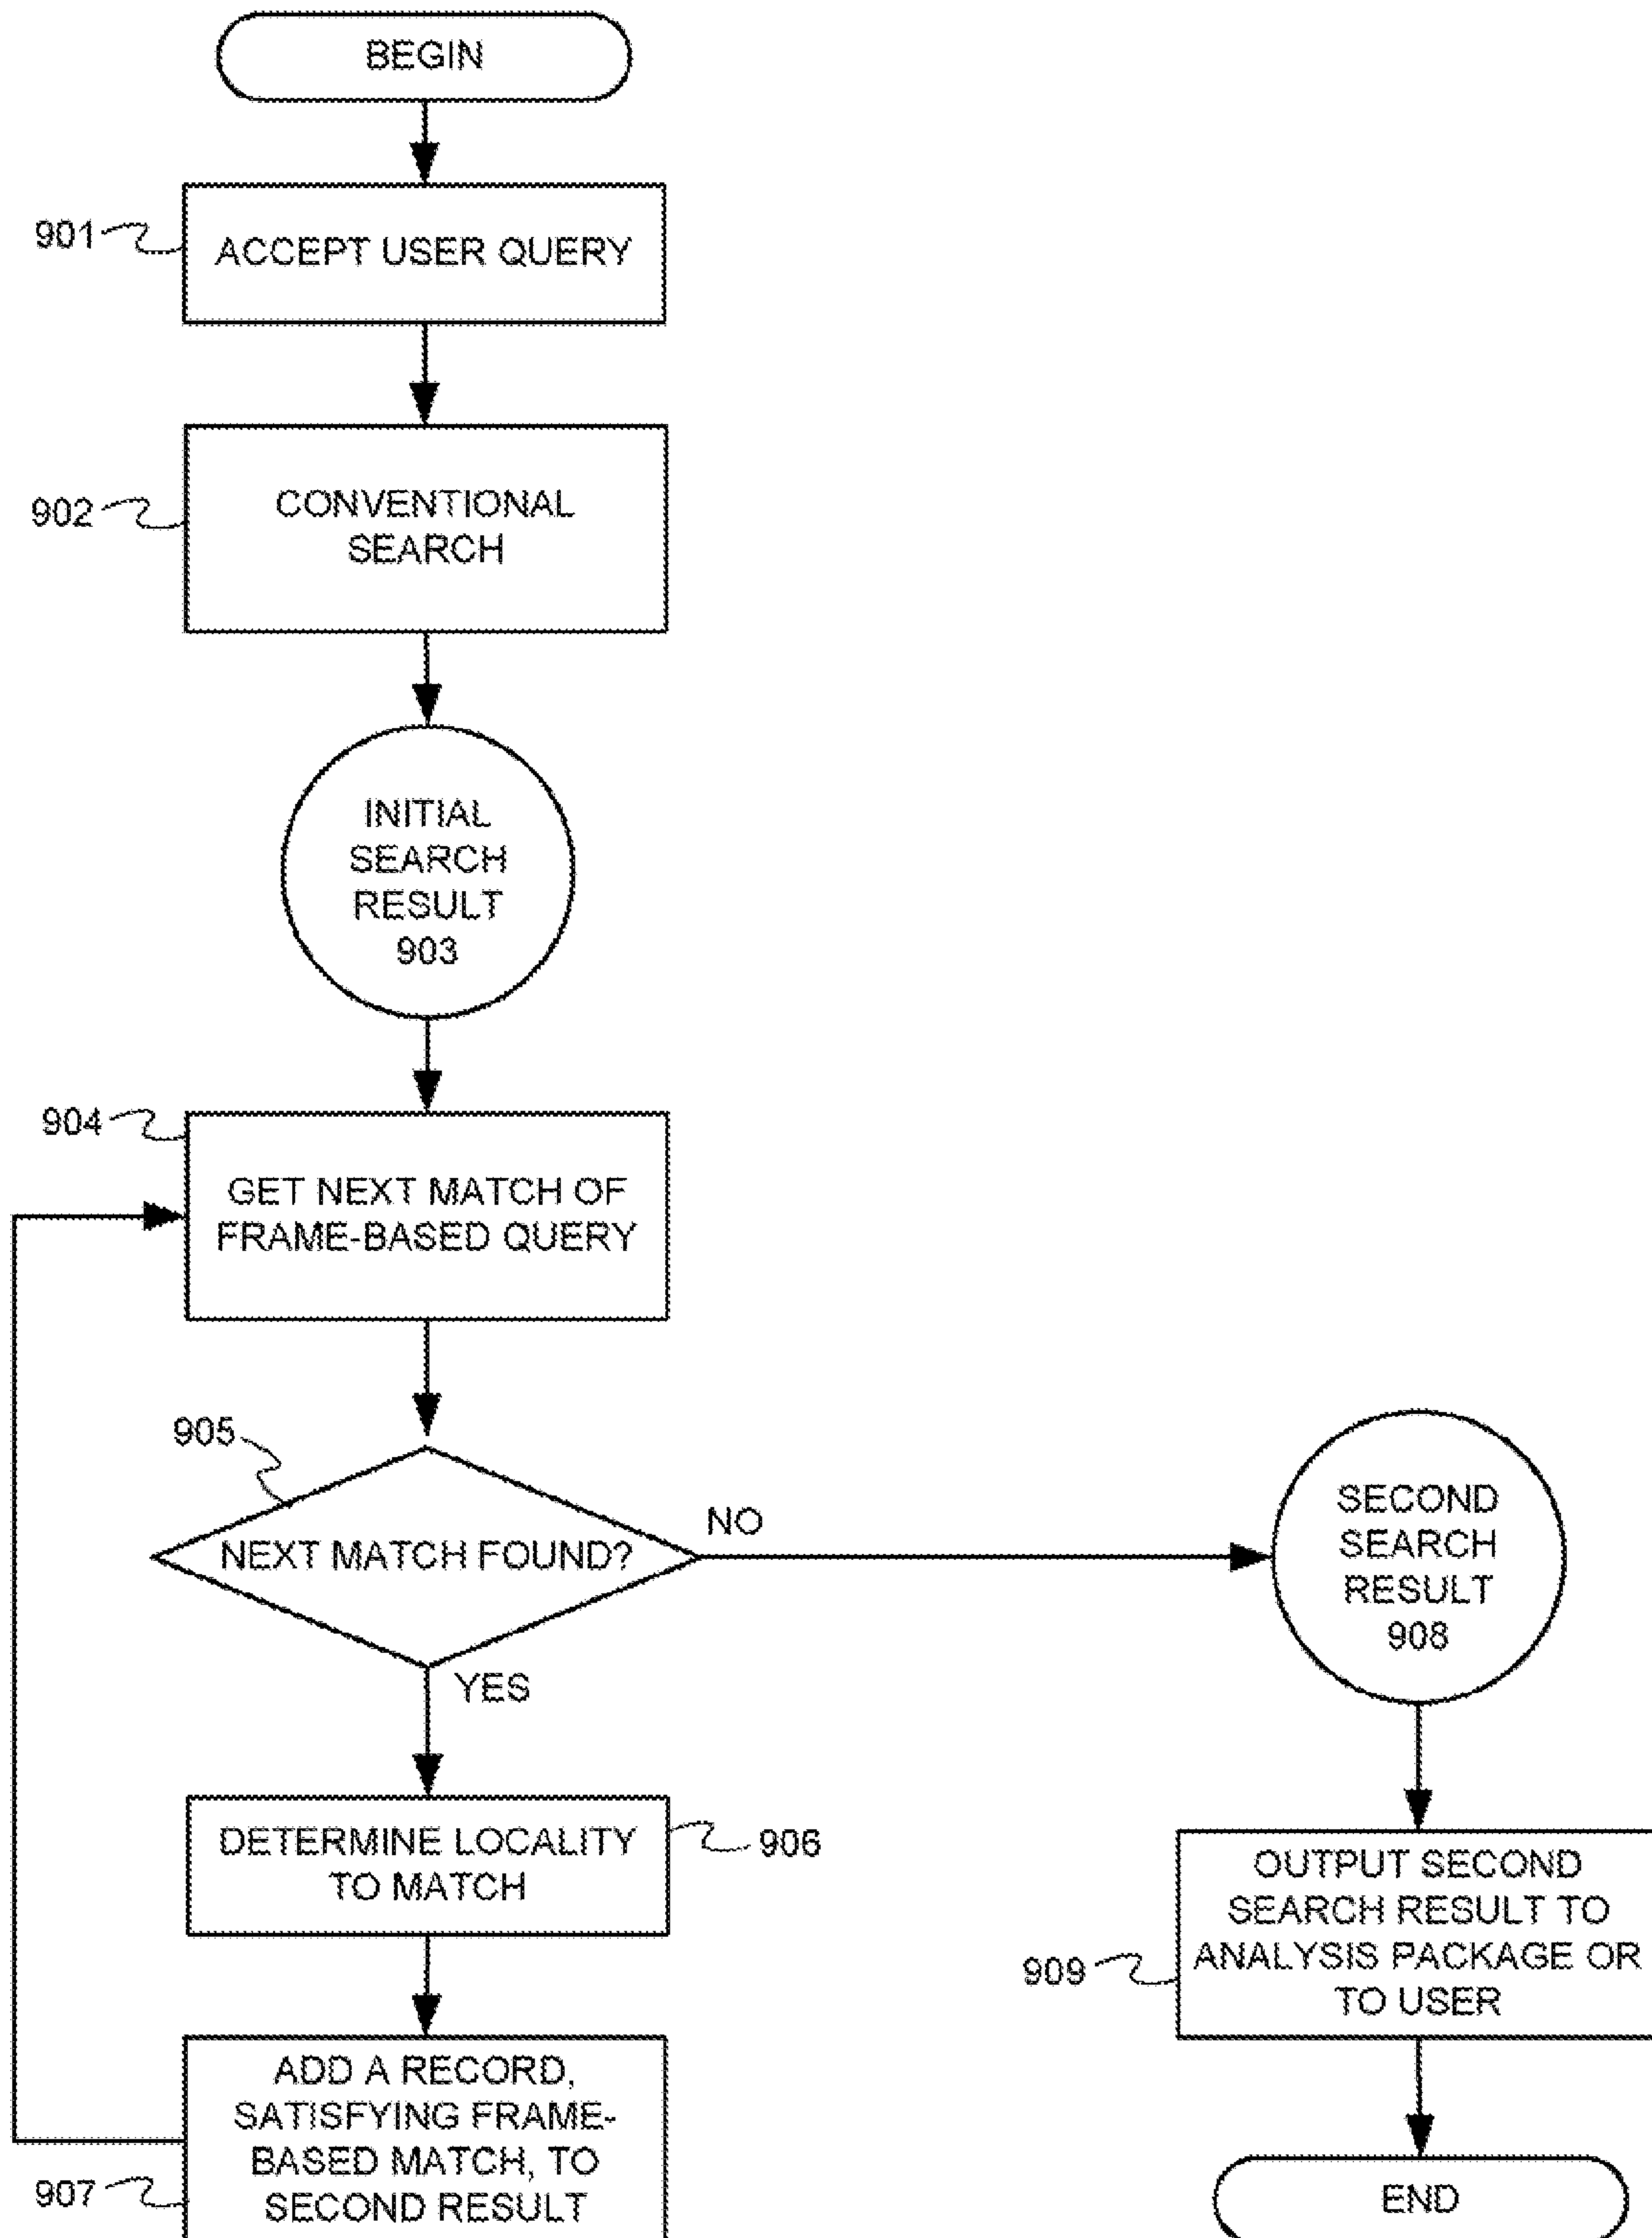 BEGIN
901
ACCEPT USER QUERY
902
CONVENTIONAL
SEARCH
INITIAL
SEARCH
RESULT
903
904
GET NEXT MATCH OF
FRAME-BASED QUERY
905
NEXT MATCH FOUND?
NO
YES
SECOND
SEARCH
RESULT
908
DETERMINE LOCALITY
TO MATCH
906
OUTPUT SECOND
SEARCH RESULT TO
ANALYSIS PACKAGE OR
TO USER
909
ADD A RECORD,
SATISFYING FRAME-
BASED MATCH, TO
SECOND RESULT
907
END